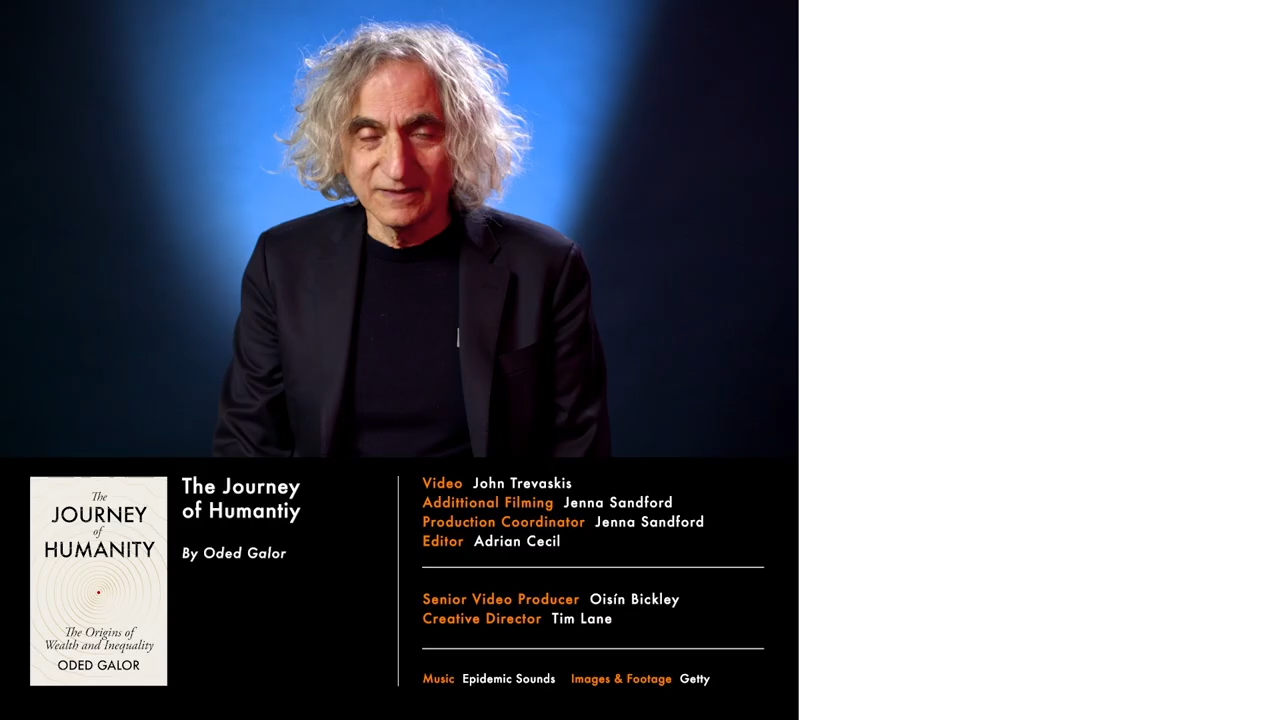 The
JOURNEY
of
HUMANITY
The Origins of
Wealth and Inequality
ODED GALOR
The Journey
of Humantiy
By Oded Galor
Video John Trevaskis
Addittional Filming Jenna Sandford
Production Coordinator Jenna Sandford
Editor Adrian Cecil
Senior Video Producer Oisín Bickley
Creative Director Tim Lane
Music Epidemic Sounds Images & Footage Getty